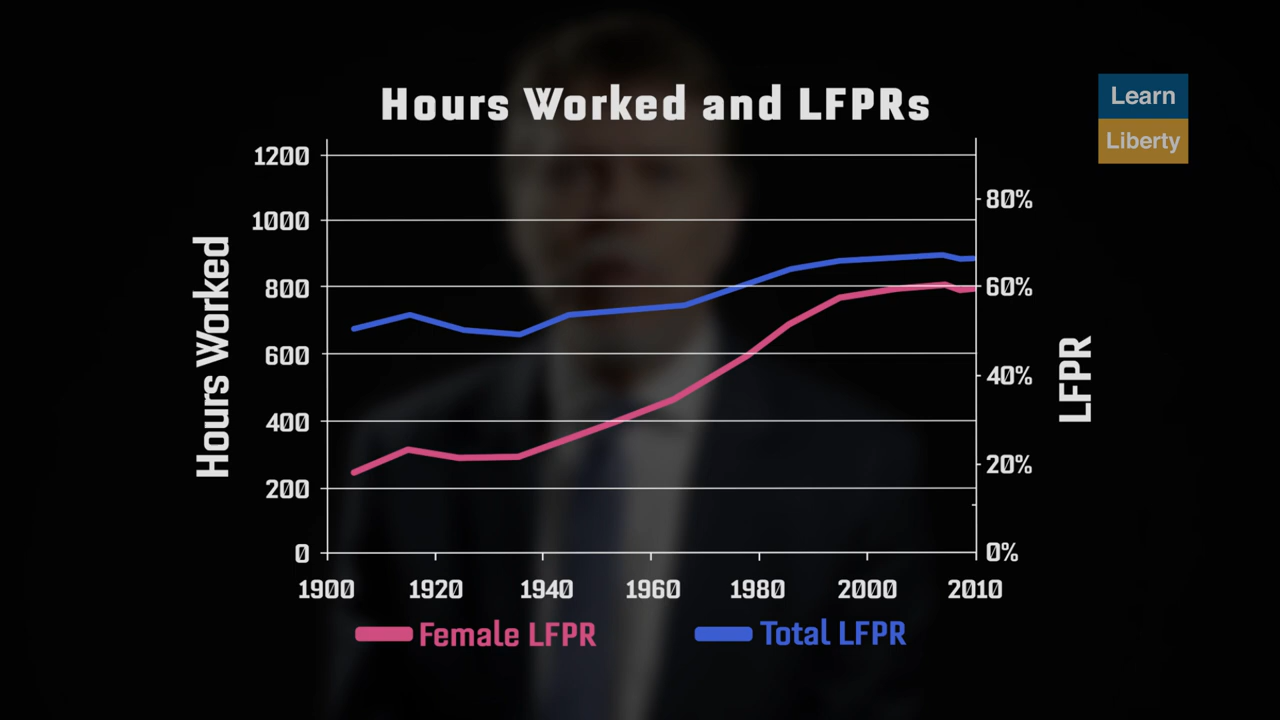 Hours Worked and LFPRs
Learn
Liberty
Hours Worked
1200
1000
800
600
400
200
0
80%
60%
40%
20%
0%
LFPR
1900 1920 1940 1960 1980 2000 2010
Female LFPR Total LFPR